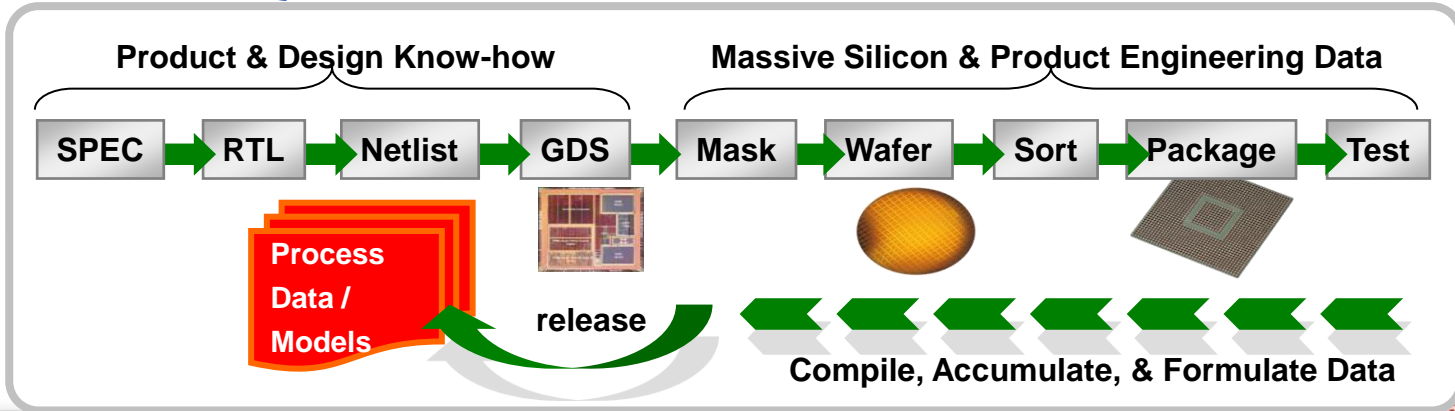 Product & Design Know-how
Massive Silicon & Product Engineering Data
SPEC
RTL
Netlist
GDS
Mask
Wafer
Sort
Package
Test
Process
Data /
Models
release
Compile, Accumulate, & Formulate Data